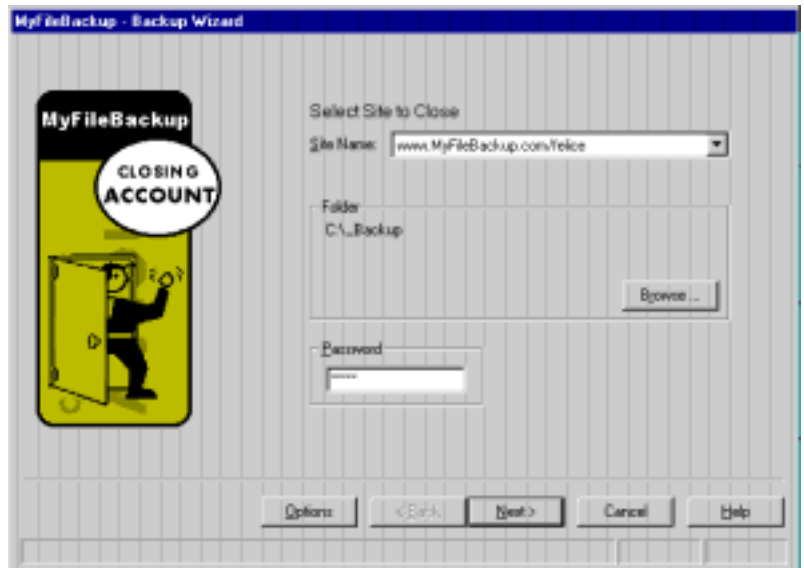 MyFileBackup - Backup Wizard
MyFileBackup
CLOSING
ACCOUNT
Select Site to Close
Site Name: www.MyFileBackup.com/felice
Folder
C:\_Backup
Browse ...
Password
*****
Options
< Back
Next >
Cancel
Help